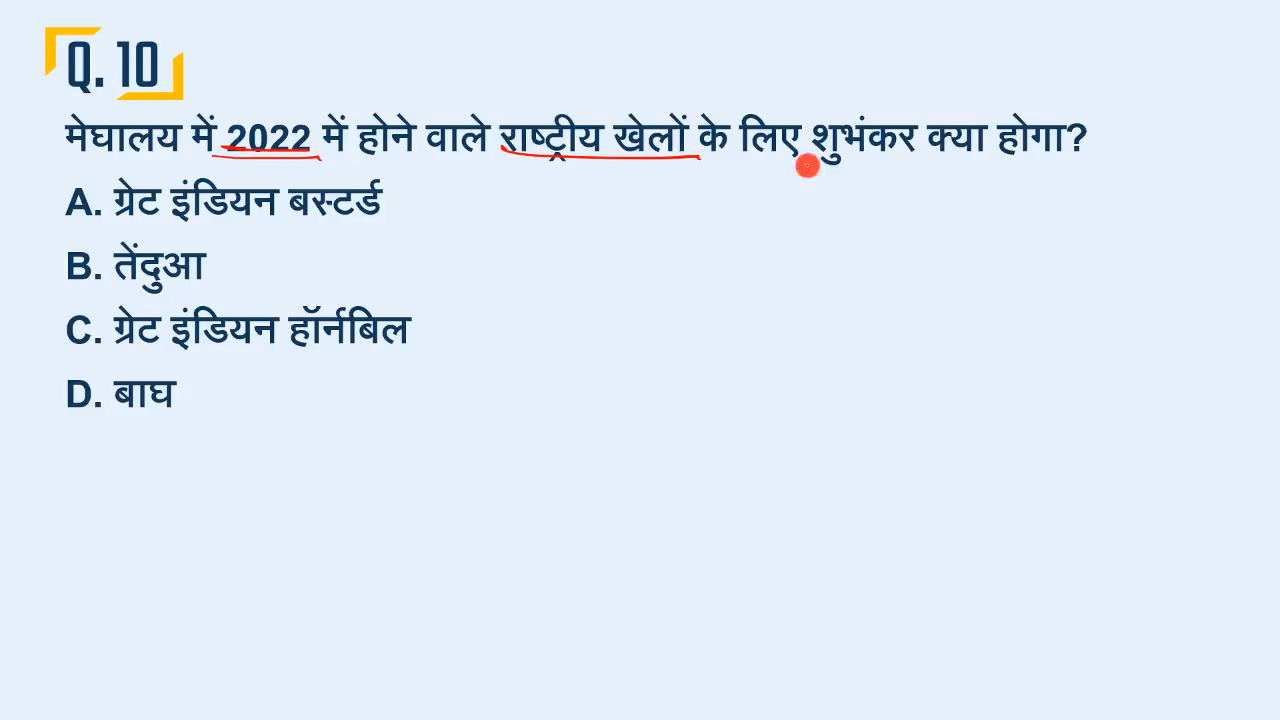 Q. 10
मेघालय में 2022 में होने वाले राष्ट्रीय खेलों के लिए शुभंकर क्या होगा?
A. ग्रेट इंडियन बस्टर्ड
B. तेंदुआ
C. ग्रेट इंडियन हॉर्नबिल
D. बाघ